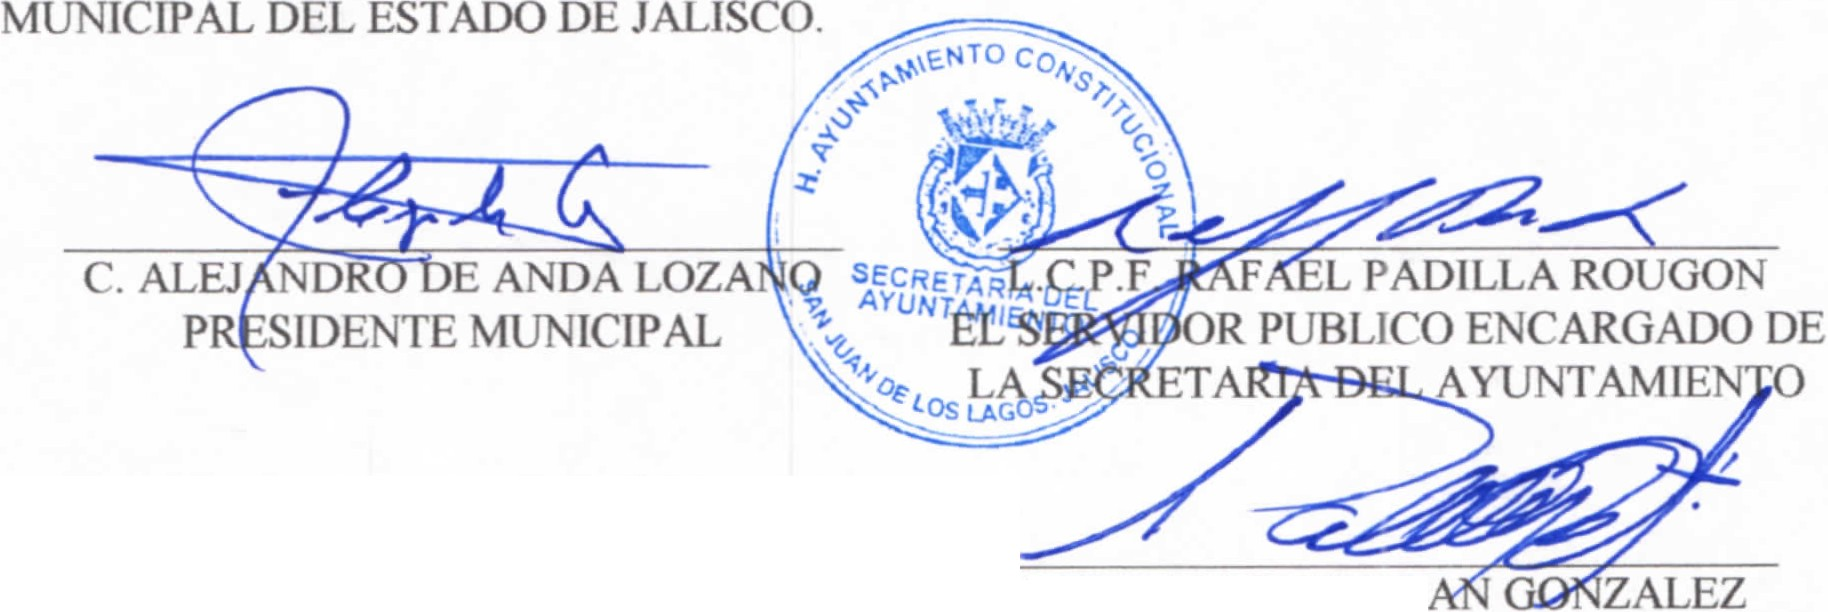 MUNICIPAL DEL ESTADO DE JALISCO.
H. AYUNTAMIENTO CONSTITUCIONAL
SECRETARIA DEL
AYUNTAMIENTO
SAN JUAN DE LOS LAGOS, JALISCO
C. ALEJANDRO DE ANDA LOZANO
PRESIDENTE MUNICIPAL
L.C.P.F. RAFAEL PADILLA ROUGON
EL SERVIDOR PUBLICO ENCARGADO DE
LA SECRETARIA DEL AYUNTAMIENTO
AN GONZALEZ